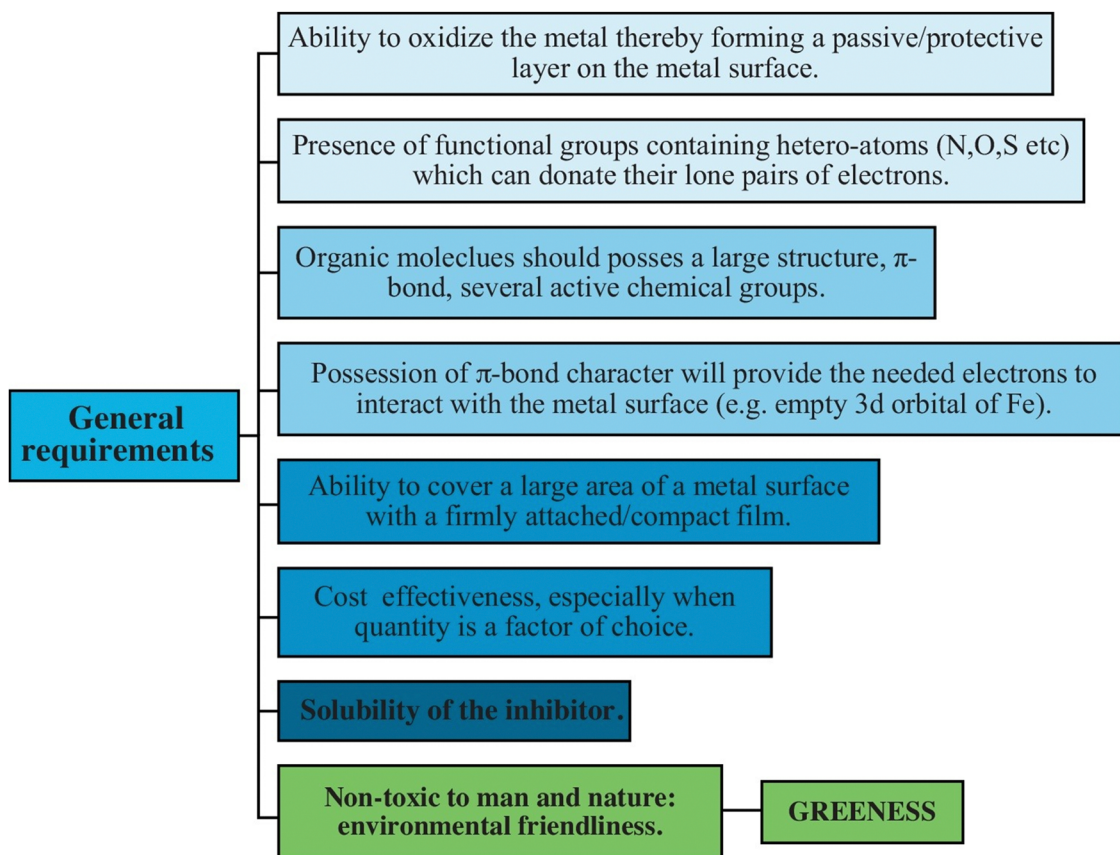 Ability to oxidize the metal thereby forming a passive/protective
layer on the metal surface.
Presence of functional groups containing hetero-atoms (N,O,S etc)
which can donate their lone pairs of electrons.
Organic moleclues should posses a large structure, π-
bond, several active chemical groups.
Possession of π-bond character will provide the needed electrons to
interact with the metal surface (e.g. empty 3d orbital of Fe).
General
requirements
Ability to cover a large area of a metal surface
with a firmly attached/compact film.
Cost effectiveness, especially when
quantity is a factor of choice.
Solubility of the inhibitor.
Non-toxic to man and nature:
environmental friendliness.
GREENESS